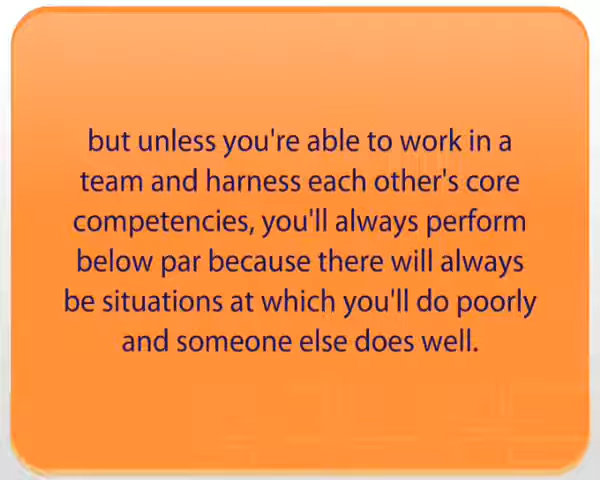 but unless you're able to work in a
team and harness each other's core
competencies, you'll always perform
below par because there will always
be situations at which you'll do poorly
and someone else does well.